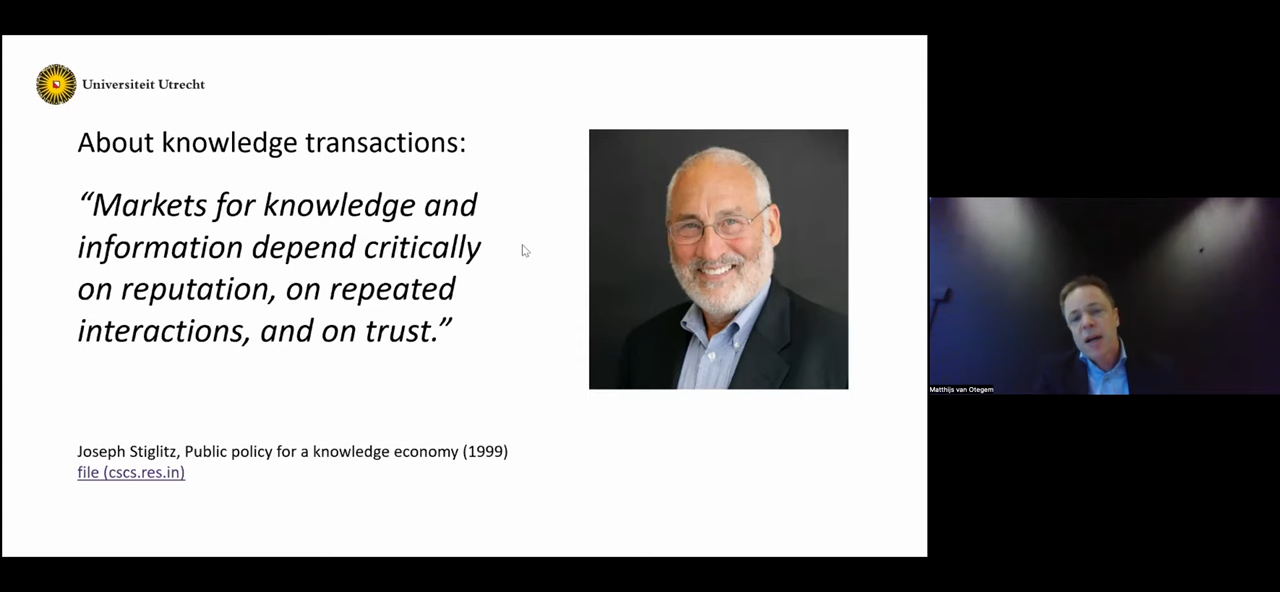 Universiteit Utrecht
About knowledge transactions:
“Markets for knowledge and
information depend critically
on reputation, on repeated
interactions, and on trust.”
Joseph Stiglitz, Public policy for a knowledge economy (1999)
file (cscs.res.in)
Matthijs van Otegem